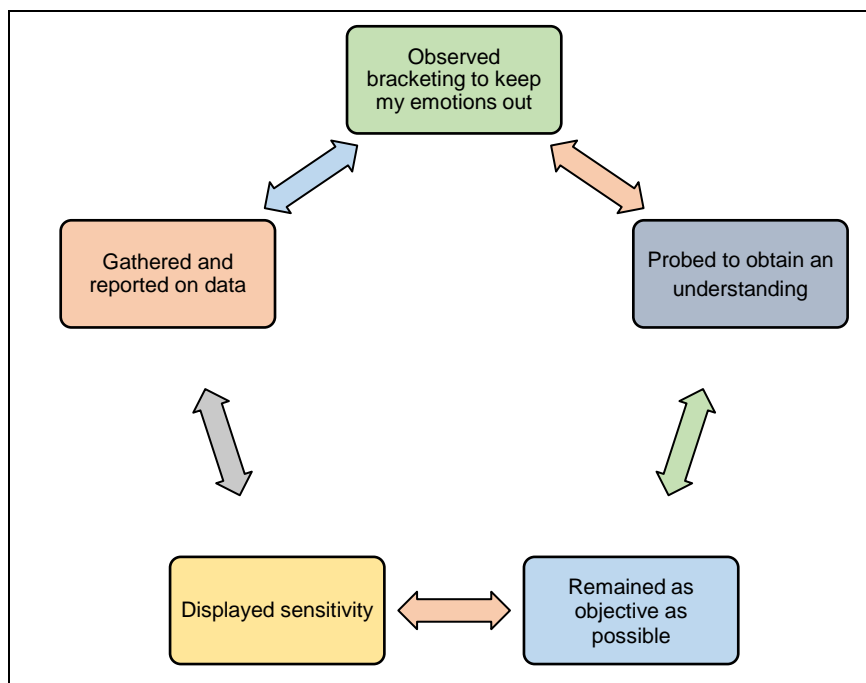 Observed
bracketing to keep
my emotions out
Gathered and
reported on data
Probed to obtain an
understanding
Displayed sensitivity
Remained as
objective as
possible